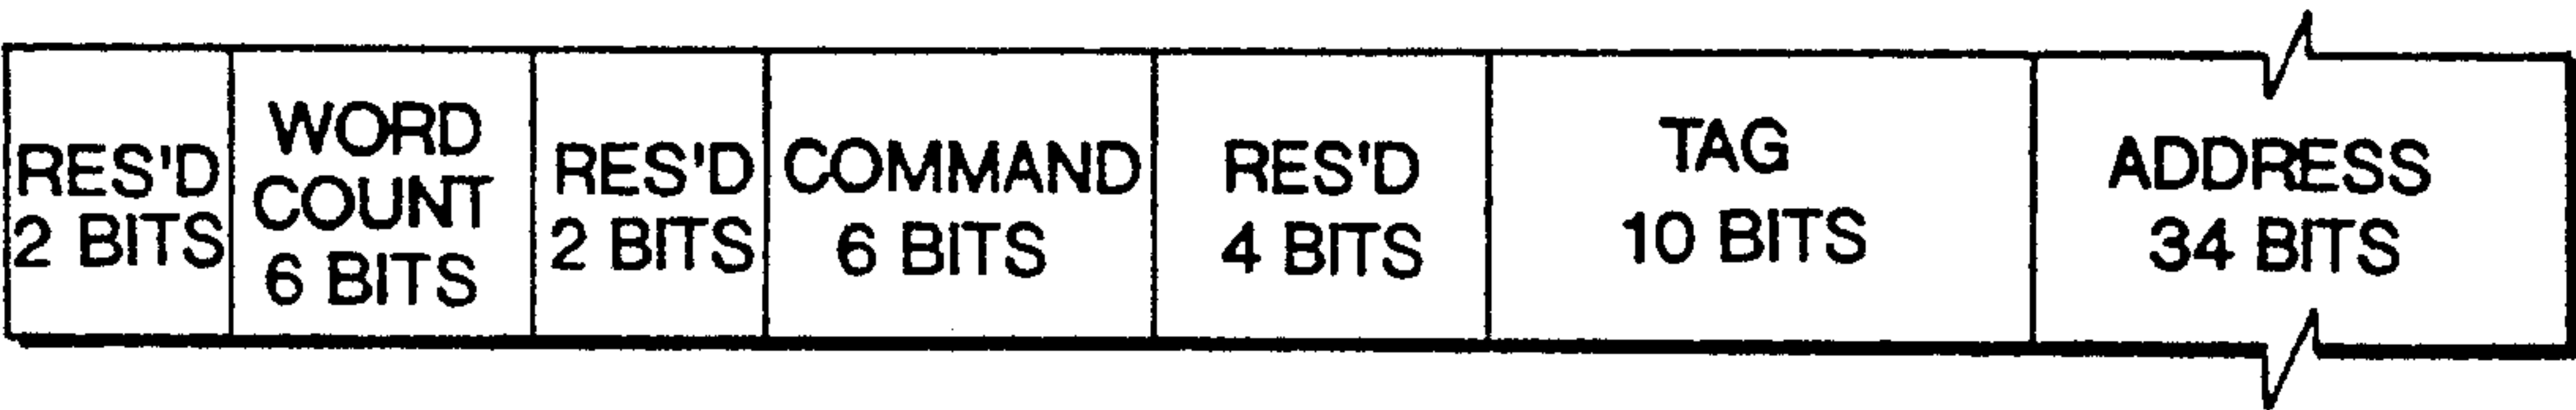 RES'D
2 BITS
WORD
COUNT
6 BITS
RES'D
2 BITS
COMMAND
6 BITS
RES'D
4 BITS
TAG
10 BITS
ADDRESS
34 BITS